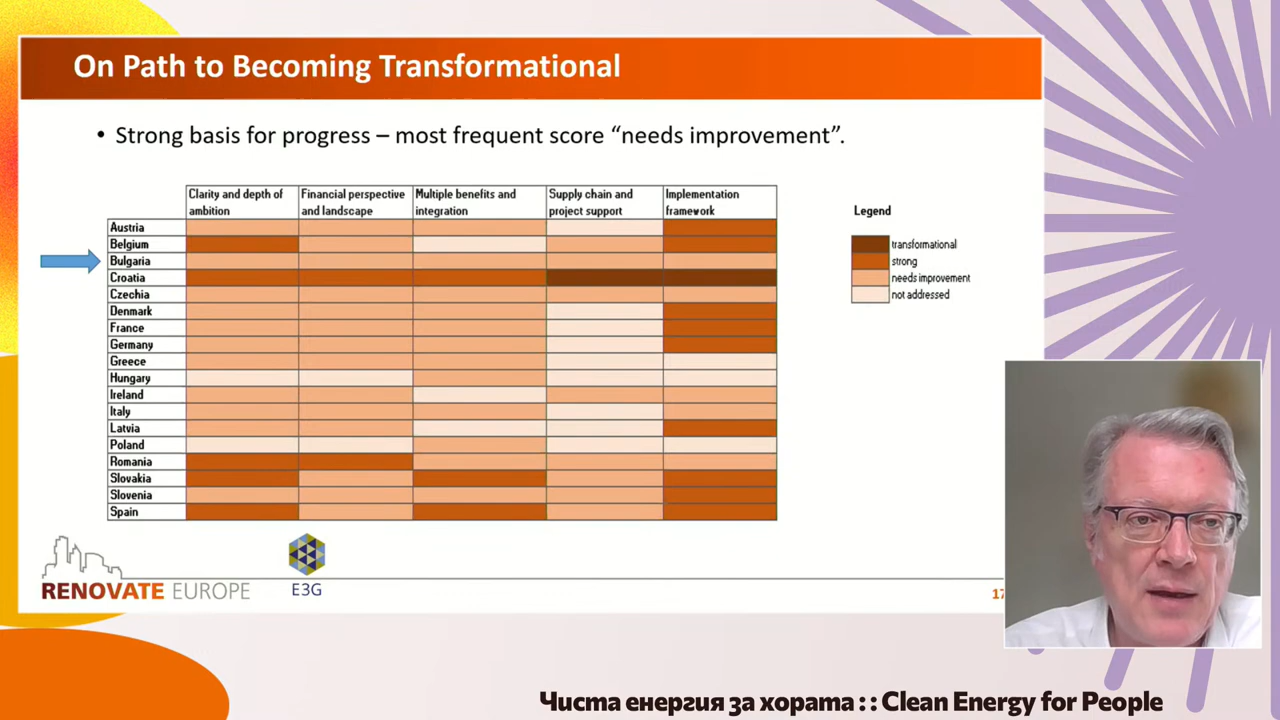 On Path to Becoming Transformational
• Strong basis for progress – most frequent score “needs improvement”.
Clarity and depth of ambition
Financial perspective and landscape
Multiple benefits and integration
Supply chain and project support
Implementation framework
Austria
Belgium
Bulgaria
Croatia
Czechia
Denmark
France
Germany
Greece
Hungary
Ireland
Italy
Latvia
Poland
Romania
Slovakia
Slovenia
Spain
Legend
transformational
strong
needs improvement
not addressed
RENOVATE EUROPE
E3G
17
Чиста енергия за хората :: Clean Energy for People